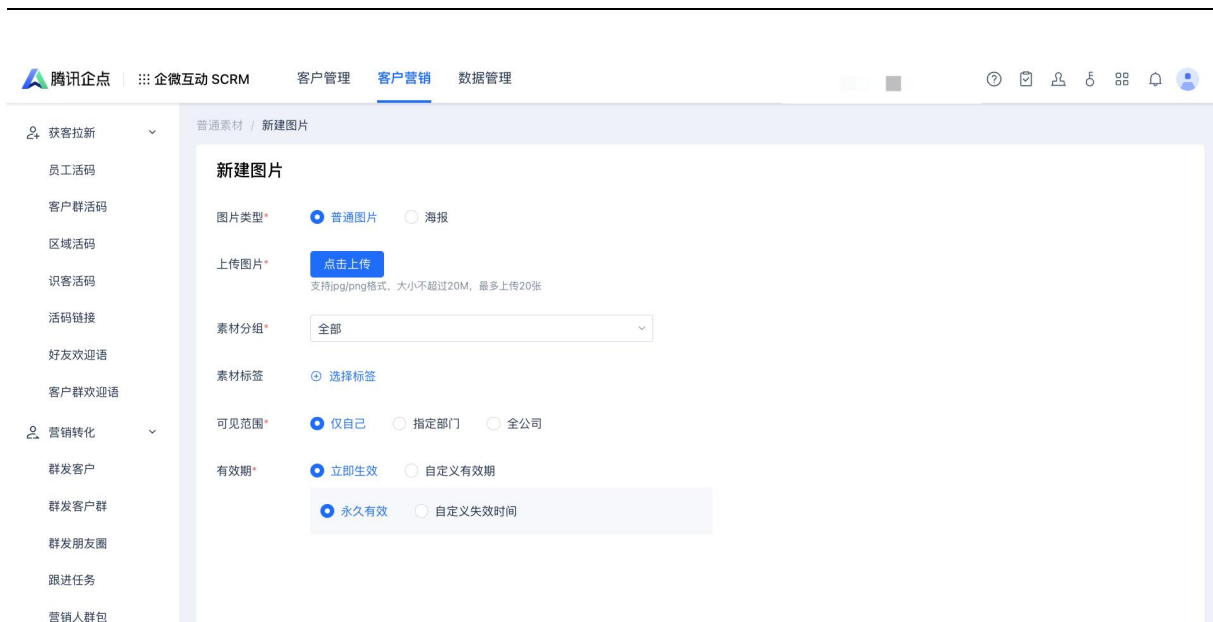 腾讯企点 企微互动 SCRM 客户管理 客户营销 数据管理
获客拉新
员工活码
客户群活码
区域活码
识客活码
活码链接
好友欢迎语
客户群欢迎语
营销转化
群发客户
群发客户群
群发朋友圈
跟进任务
营销人群包
普通素材 / 新建图片
新建图片
图片类型* 普通图片 海报
上传图片* 点击上传
支持jpg/png格式，大小不超过20M，最多上传20张
素材分组* 全部
素材标签 选择标签
可见范围* 仅自己 指定部门 全公司
有效期* 立即生效 自定义有效期
永久有效 自定义失效时间